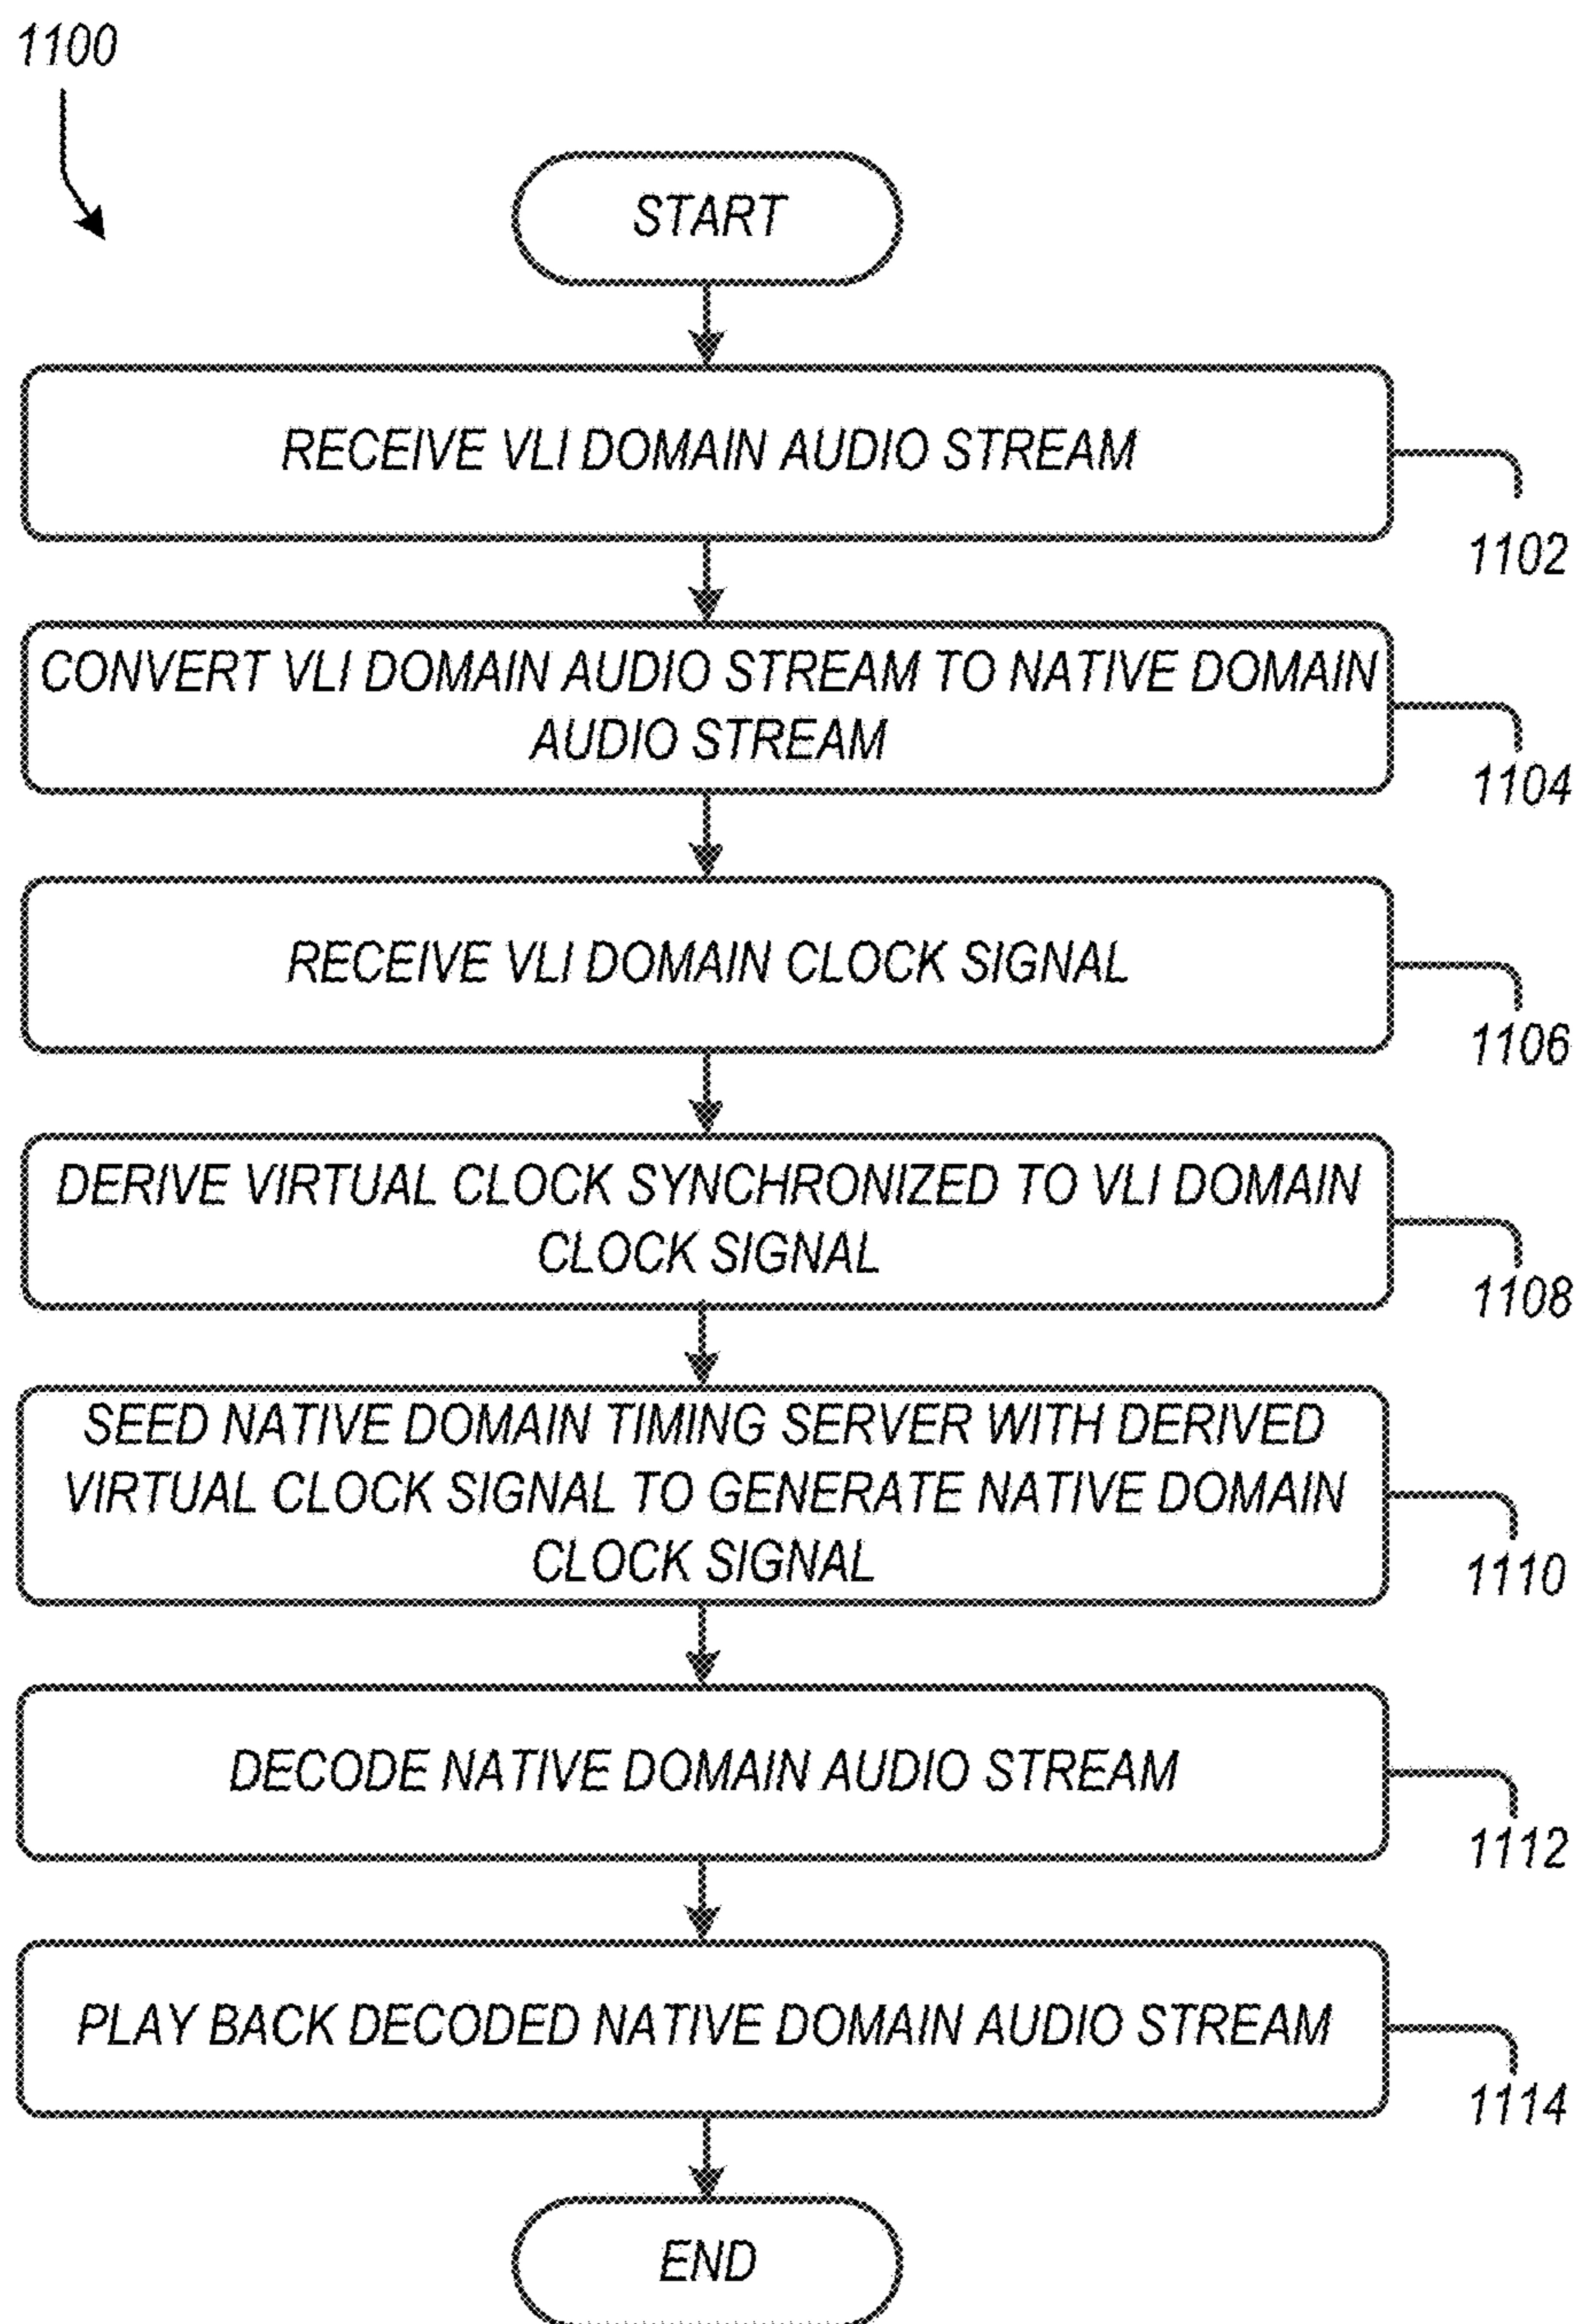 1100
START
RECEIVE VLI DOMAIN AUDIO STREAM
1102
CONVERT VLI DOMAIN AUDIO STREAM TO NATIVE DOMAIN
AUDIO STREAM
1104
RECEIVE VLI DOMAIN CLOCK SIGNAL
1106
DERIVE VIRTUAL CLOCK SYNCHRONIZED TO VLI DOMAIN
CLOCK SIGNAL
1108
SEED NATIVE DOMAIN TIMING SERVER WITH DERIVED
VIRTUAL CLOCK SIGNAL TO GENERATE NATIVE DOMAIN
CLOCK SIGNAL
1110
DECODE NATIVE DOMAIN AUDIO STREAM
1112
PLAY BACK DECODED NATIVE DOMAIN AUDIO STREAM
1114
END